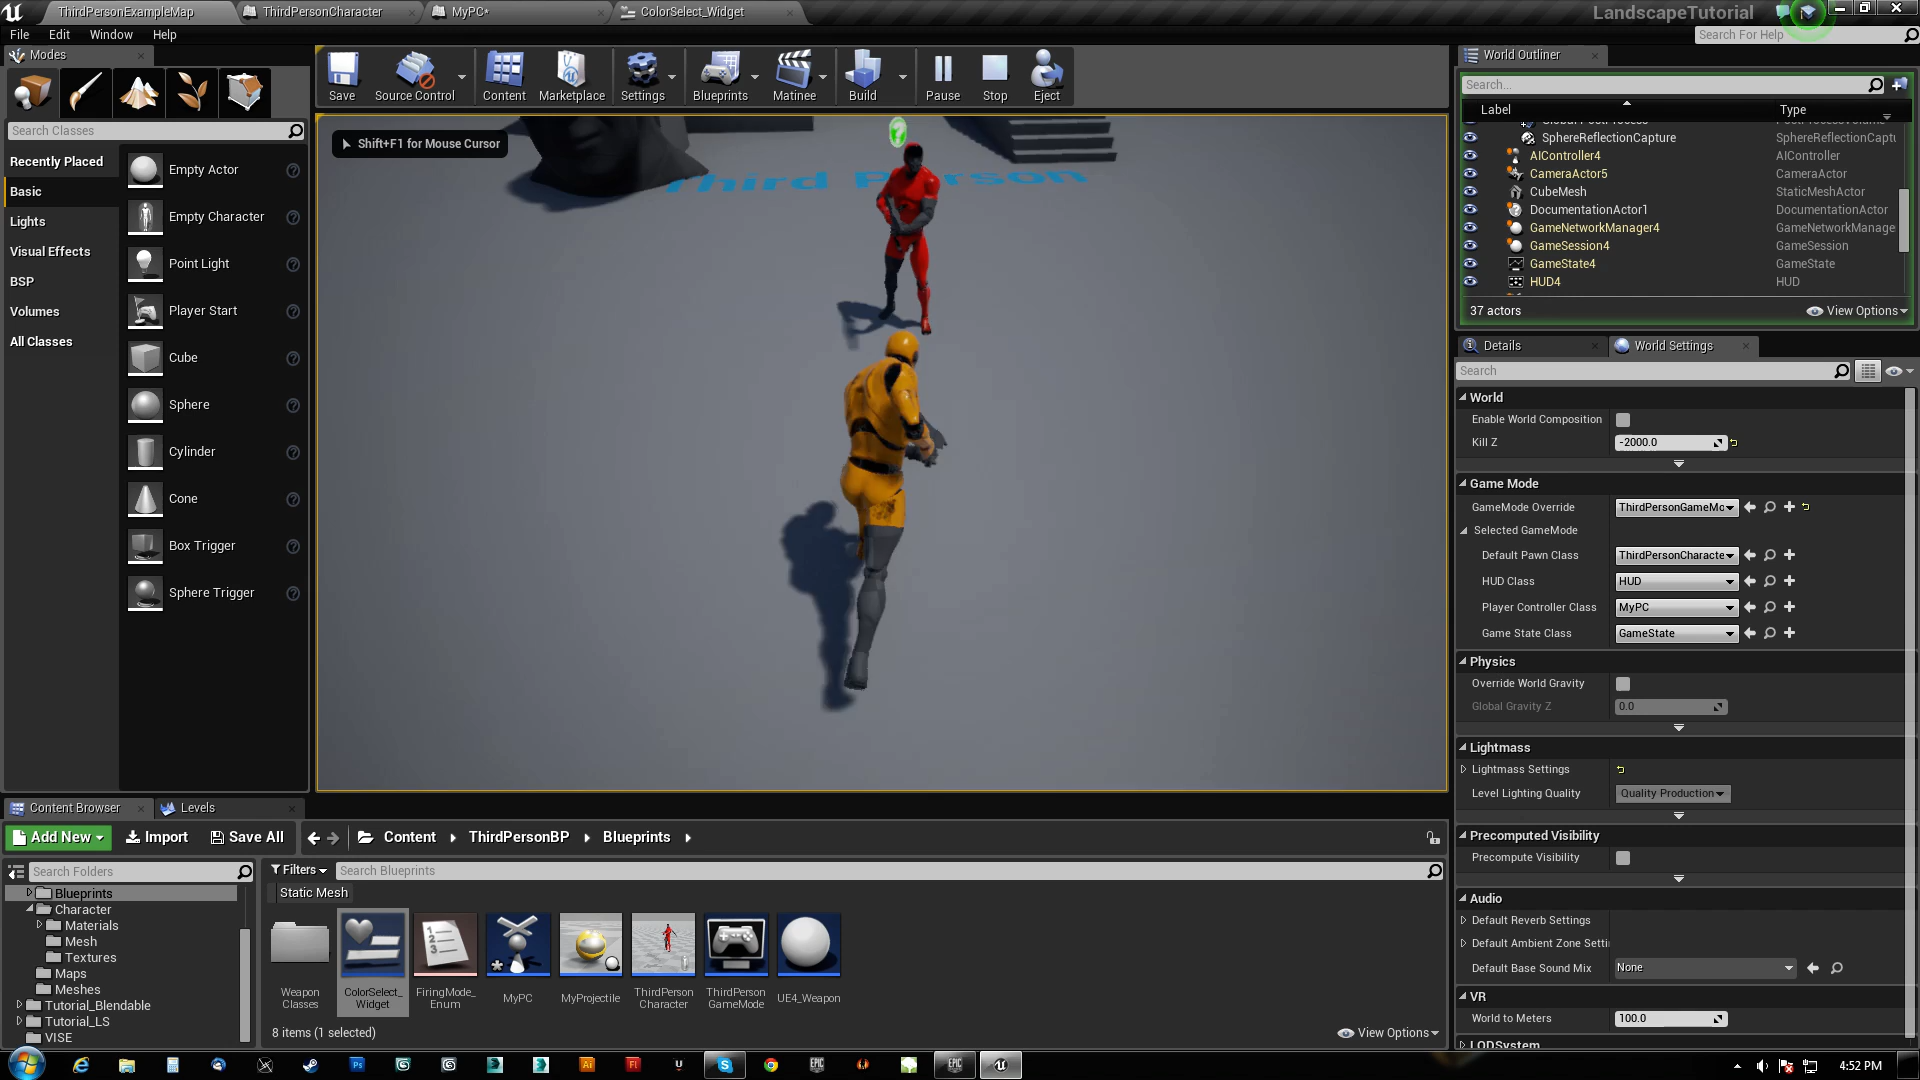 ThirdPersonExampleMap
ThirdPersonCharacter
MyPC*
ColorSelect_Widget
LandscapeTutorial
File Edit Window Help
Search For Help
Modes
Search Classes
Recently Placed
Basic
Lights
Visual Effects
BSP
Volumes
All Classes
Empty Actor
Empty Character
Point Light
Player Start
Cube
Sphere
Cylinder
Cone
Box Trigger
Sphere Trigger
Save
Source Control
Content
Marketplace
Settings
Blueprints
Matinee
Build
Pause
Stop
Eject
Shift+F1 for Mouse Cursor
Third Person
World Outliner
Search...
Label Type
SphereReflectionCapture SphereReflectionCaptu
AIController4 AIController
CameraActor5 CameraActor
CubeMesh StaticMeshActor
DocumentationActor1 DocumentationActor
GameNetworkManager4 GameNetworkManage
GameSession4 GameSession
GameState4 GameState
HUD4 HUD
37 actors
View Options
Details
World Settings
Search
World
Enable World Composition
Kill Z -2000.0
Game Mode
GameMode Override ThirdPersonGameMc
Selected GameMode
Default Pawn Class ThirdPersonCharacte
HUD Class HUD
Player Controller Class MyPC
Game State Class GameState
Physics
Override World Gravity
Global Gravity Z 0.0
Lightmass
Lightmass Settings
Level Lighting Quality Quality Production
Precomputed Visibility
Precompute Visibility
Audio
Default Reverb Settings
Default Ambient Zone Setti
Default Base Sound Mix None
VR
World to Meters 100.0
LODSystem
Content Browser
Levels
Add New
Import
Save All
Content
ThirdPersonBP
Blueprints
Search Folders
Blueprints
Character
Materials
Mesh
Textures
Maps
Meshes
Tutorial_Blendable
Tutorial_LS
VISE
Filters
Search Blueprints
Static Mesh
Weapon
Classes
ColorSelect_
Widget
FiringMode_
Enum
MyPC
MyProjectile
ThirdPerson
Character
ThirdPerson
GameMode
UE4_Weapon
8 items (1 selected)
View Options
4:52 PM